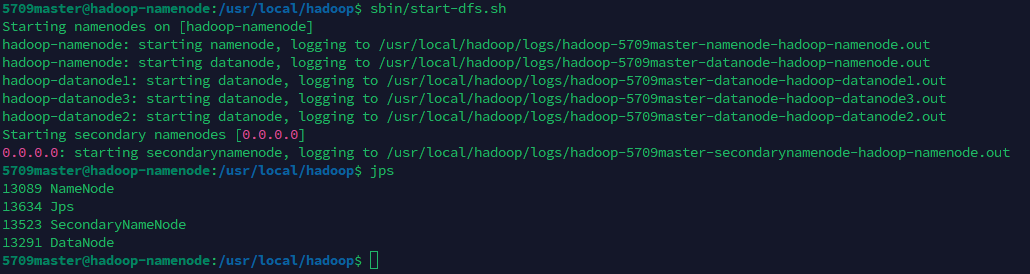 5709master@hadoop-namenode:/usr/local/hadoop$ sbin/start-dfs.sh
Starting namenodes on [hadoop-namenode]
hadoop-namenode: starting namenode, logging to /usr/local/hadoop/logs/hadoop-5709master-namenode-hadoop-namenode.out
hadoop-namenode: starting datanode, logging to /usr/local/hadoop/logs/hadoop-5709master-datanode-hadoop-namenode.out
hadoop-datanode1: starting datanode, logging to /usr/local/hadoop/logs/hadoop-5709master-datanode-hadoop-datanode1.out
hadoop-datanode3: starting datanode, logging to /usr/local/hadoop/logs/hadoop-5709master-datanode-hadoop-datanode3.out
hadoop-datanode2: starting datanode, logging to /usr/local/hadoop/logs/hadoop-5709master-datanode-hadoop-datanode2.out
Starting secondary namenodes [0.0.0.0]
0.0.0.0: starting secondarynamenode, logging to /usr/local/hadoop/logs/hadoop-5709master-secondarynamenode-hadoop-namenode.out
5709master@hadoop-namenode:/usr/local/hadoop$ jps
13089 NameNode
13634 Jps
13523 SecondaryNameNode
13291 DataNode
5709master@hadoop-namenode:/usr/local/hadoop$